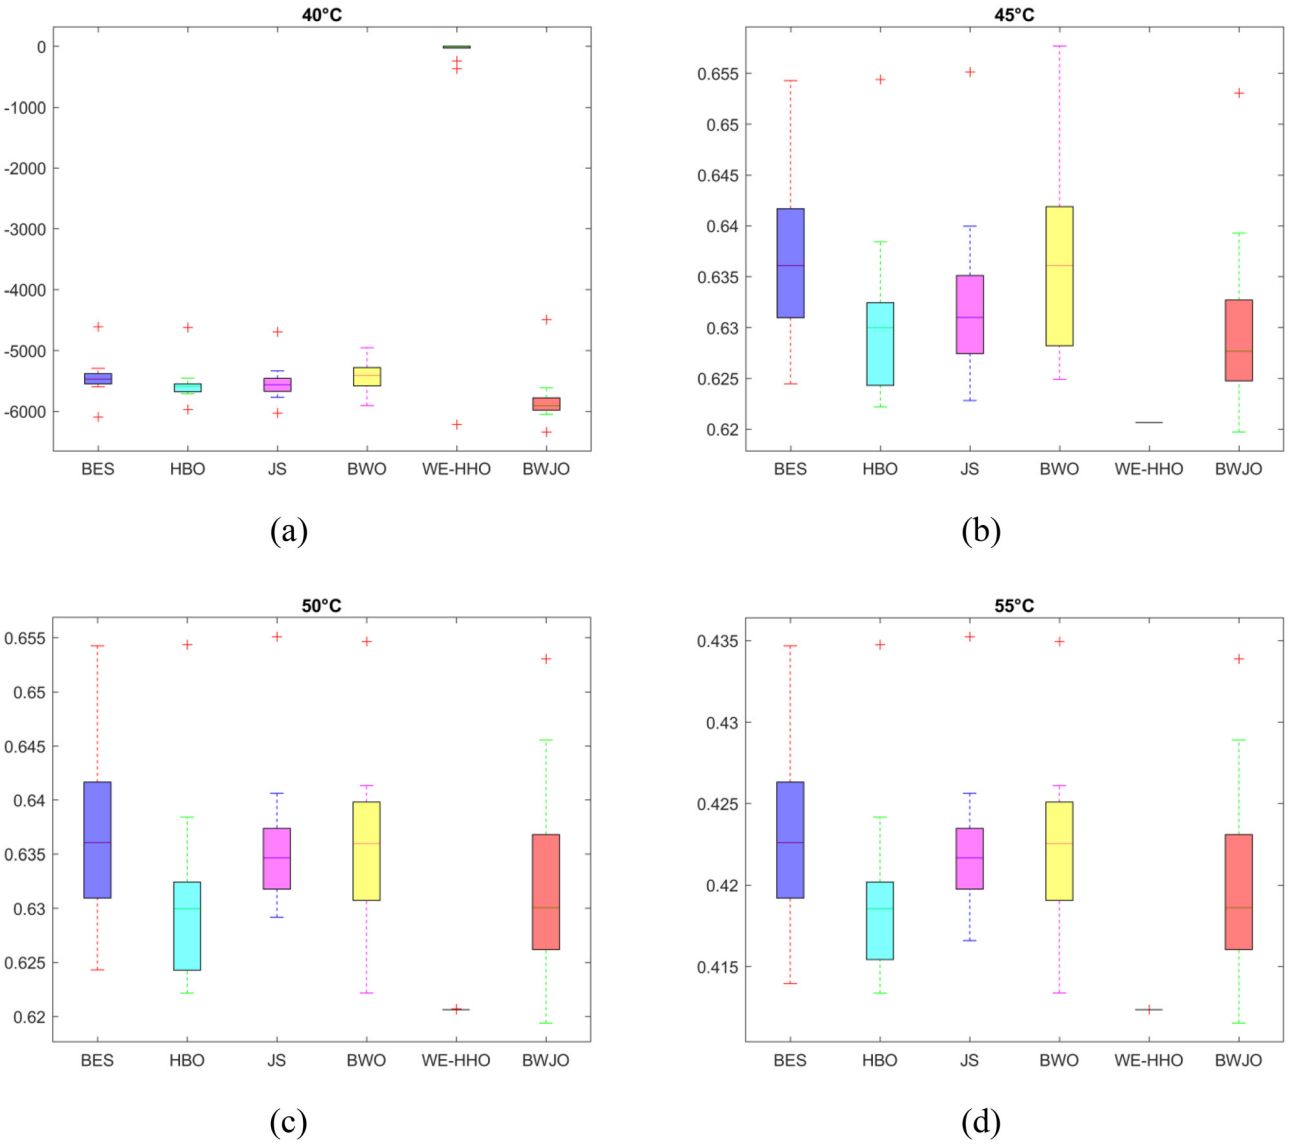 40°C
0
-1000
-2000
-3000
-4000
-5000
-6000
BES HBO JS BWO WE-HHO BWJO
(a)
45°C
0.655
0.65
0.645
0.64
0.635
0.63
0.625
0.62
BES HBO JS BWO WE-HHO BWJO
(b)
50°C
0.655
0.65
0.645
0.64
0.635
0.63
0.625
0.62
BES HBO JS BWO WE-HHO BWJO
(c)
55°C
0.435
0.43
0.425
0.42
0.415
BES HBO JS BWO WE-HHO BWJO
(d)